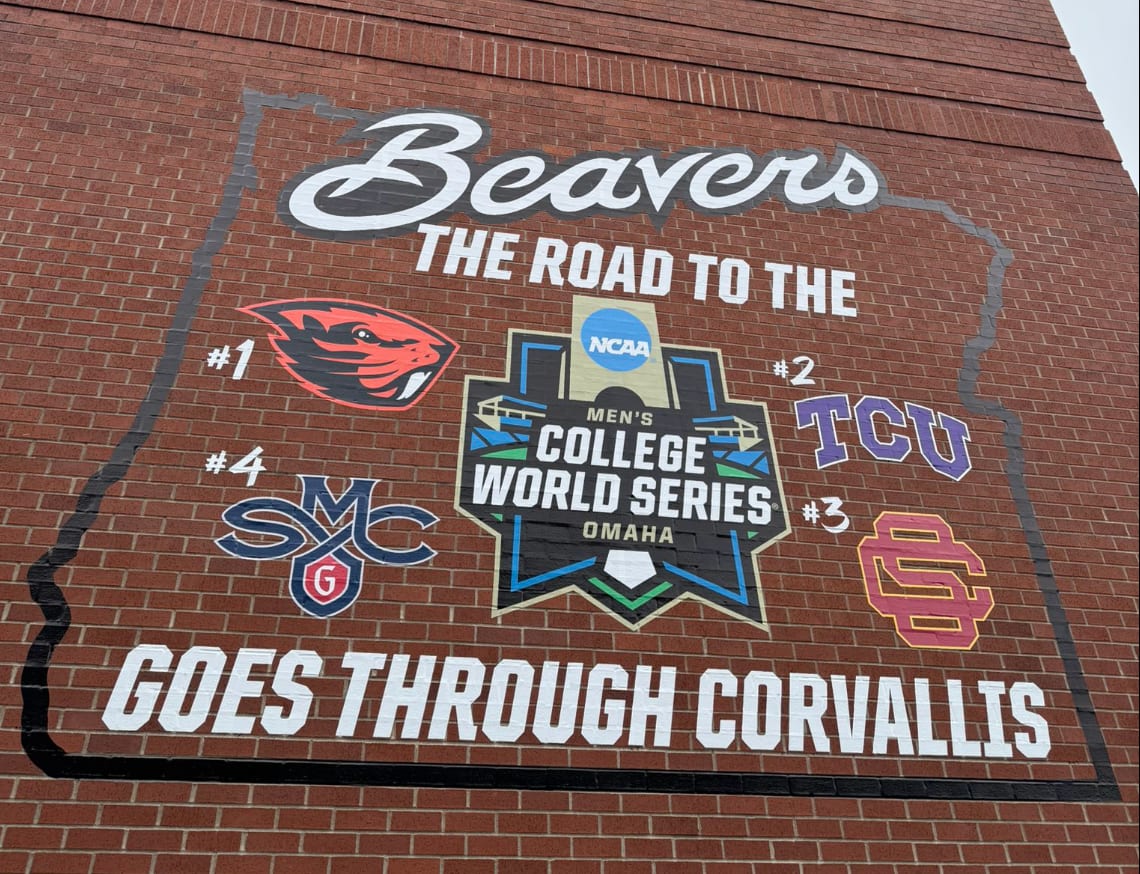 Beavers
THE ROAD TO THE
#1
NCAA
#2
TCU
MEN'S
COLLEGE
WORLD SERIES®
OMAHA
#4
SMC
G
#3
SC
GOES THROUGH CORVALLIS